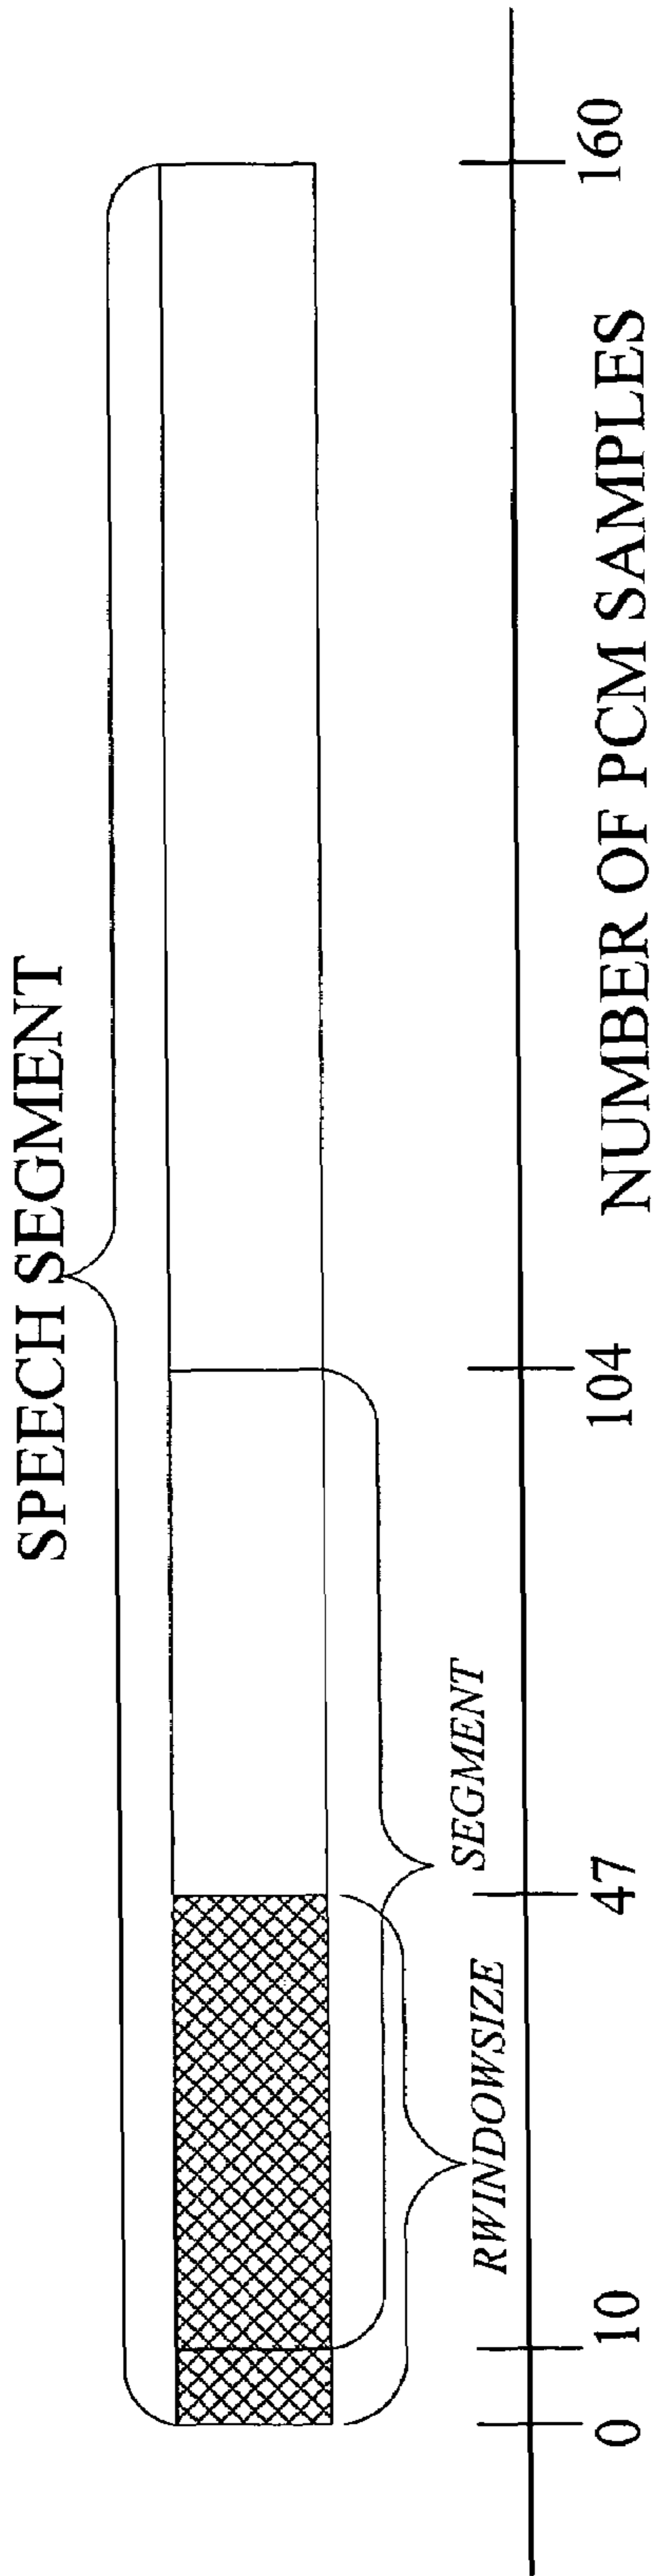 SPEECH SEGMENT
SEGMENT
RWINDOWSIZE
0 10 47 104 160
NUMBER OF PCM SAMPLES